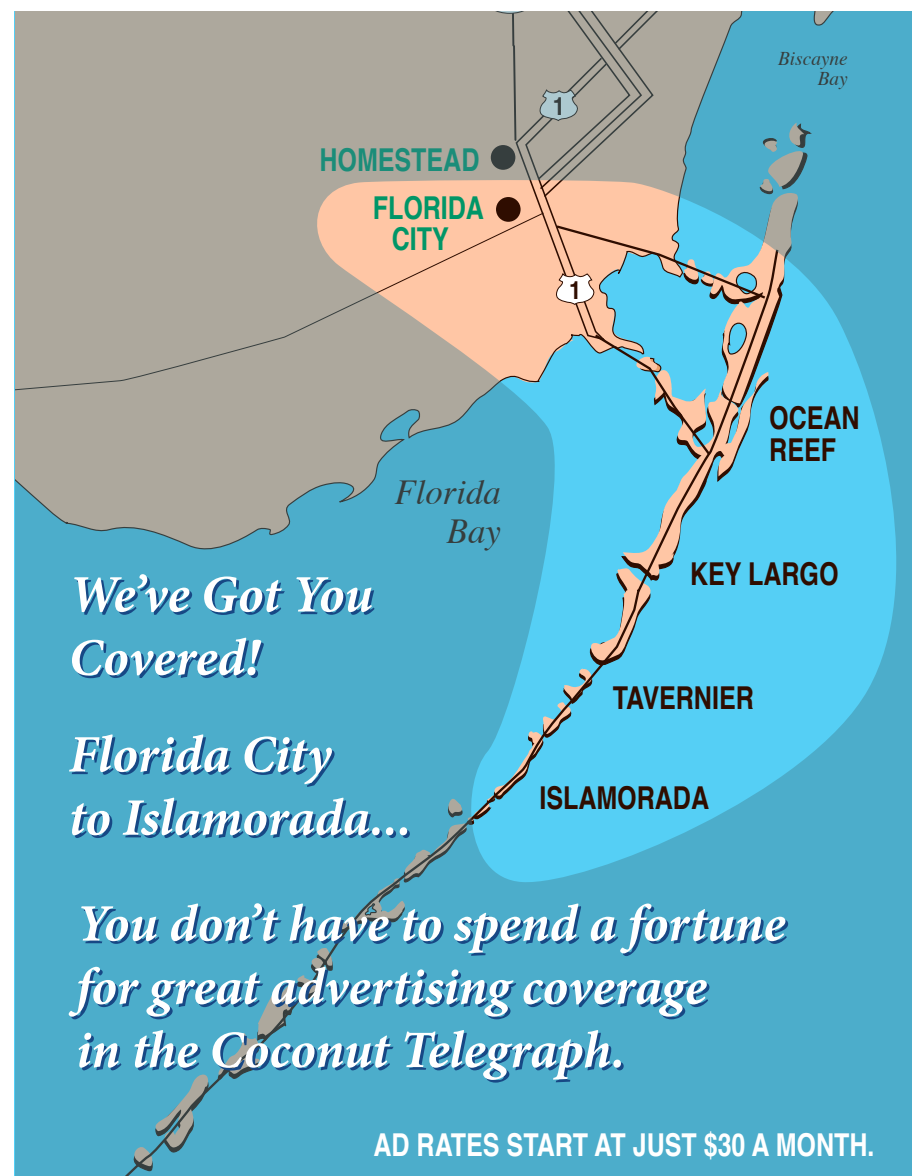 Biscayne
Bay
1
HOMESTEAD
FLORIDA
CITY
1
OCEAN
REEF
Florida
Bay
KEY LARGO
We’ve Got You
Covered!
TAVERNIER
Florida City
to Islamorada...
ISLAMORADA
You don’t have to spend a fortune
for great advertising coverage
in the Coconut Telegraph.
AD RATES START AT JUST $30 A MONTH.